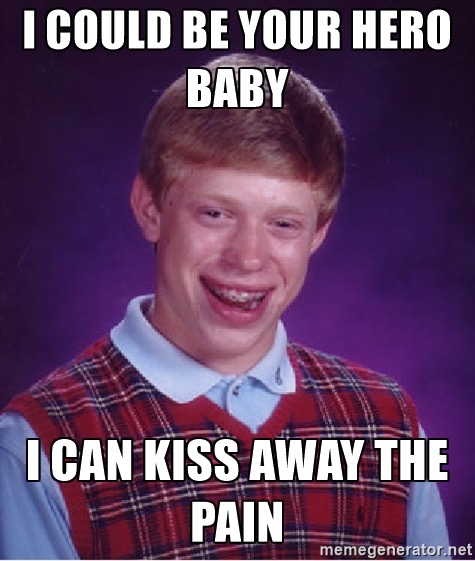 I COULD BE YOUR HERO
BABY
I CAN KISS AWAY THE
PAIN
memegenerator.net